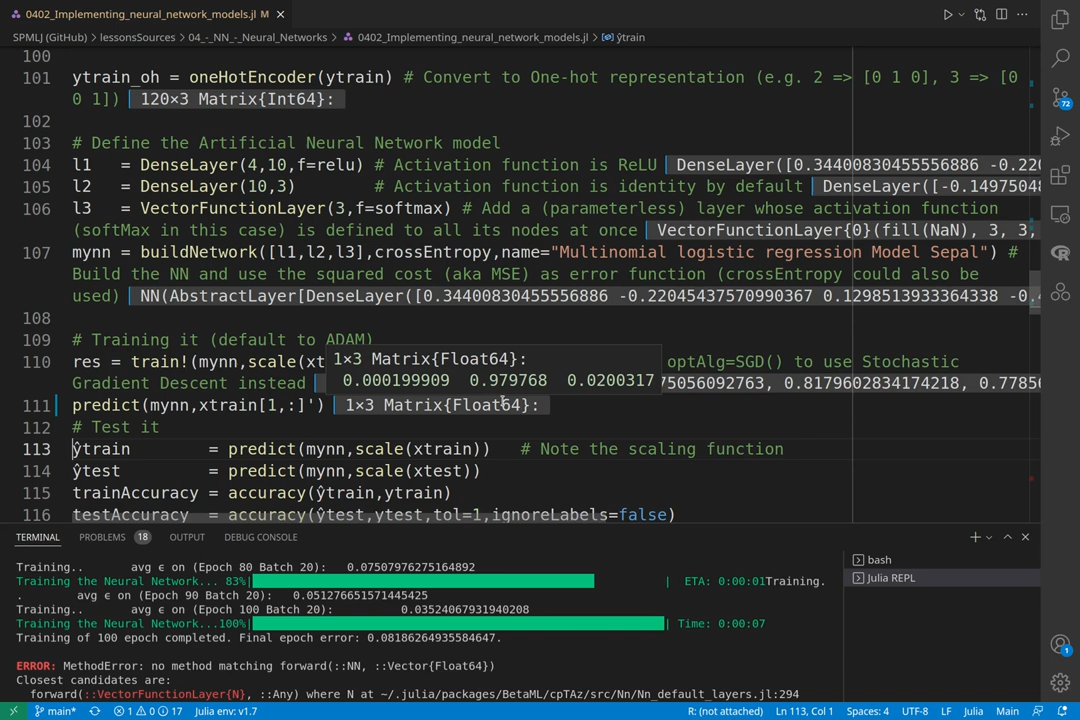 0402_Implementing_neural_network_models.jl M
SPMLJ (GitHub) > lessonsSources > 04_-_NN_-_Neural_Networks > 0402_Implementing_neural_network_models.jl > ŷtrain
100
101 ytrain_oh = oneHotEncoder(ytrain) # Convert to One-hot representation (e.g. 2 => [0 1 0], 3 => [0
0 1]) 120×3 Matrix{Int64}:
102
103 # Define the Artificial Neural Network model
104 l1   = DenseLayer(4,10,f=relu) # Activation function is ReLU DenseLayer([0.34400830455556886 -0.220
105 l2   = DenseLayer(10,3)        # Activation function is identity by default DenseLayer([-0.14975048
106 l3   = VectorFunctionLayer(3,f=softmax) # Add a (parameterless) layer whose activation function
(softMax in this case) is defined to all its nodes at once VectorFunctionLayer{0}(fill(NaN), 3, 3,
107 mynn = buildNetwork([l1,l2,l3],crossEntropy,name="Multinomial logistic regression Model Sepal") #
Build the NN and use the squared cost (aka MSE) as error function (crossEntropy could also be
used) NN(AbstractLayer[DenseLayer([0.34400830455556886 -0.22045437570990367 0.1298513933364338 -0.4
108
109 # Training it (default to ADAM)
1×3 Matrix{Float64}:
110 res = train!(mynn,scale(xt optAlg=SGD() to use Stochastic
0.000199909  0.979768  0.0200317
Gradient Descent instead 75056092763, 0.8179602834174218, 0.77856
111 predict(mynn,xtrain[1,:]') 1×3 Matrix{Float64}:
112 # Test it
113 ŷtrain        = predict(mynn,scale(xtrain))   # Note the scaling function
114 ŷtest         = predict(mynn,scale(xtest))
115 trainAccuracy = accuracy(ŷtrain,ytrain)
116 testAccuracy  = accuracy(ŷtest,ytest,tol=1,ignoreLabels=false)
72
TERMINAL PROBLEMS 18 OUTPUT DEBUG CONSOLE
Training..      avg ϵ on (Epoch 80 Batch 20):   0.07507976275164892
Training the Neural Network... 83%| |  ETA: 0:00:01Training.
.       avg ϵ on (Epoch 90 Batch 20):   0.051276651571445425
Training..      avg ϵ on (Epoch 100 Batch 20):          0.03524067931940208
Training the Neural Network...100%| | Time: 0:00:07
Training of 100 epoch completed. Final epoch error: 0.08186264935584647.
ERROR: MethodError: no method matching forward(::NN, ::Vector{Float64})
Closest candidates are:
forward(::VectorFunctionLayer{N}, ::Any) where N at ~/.julia/packages/BetaML/cpTAz/src/Nn/Nn_default_layers.jl:294
bash
Julia REPL
1
main* 1 0 17 Julia env: v1.7 R: (not attached) Ln 113, Col 1 Spaces: 4 UTF-8 LF Julia Main